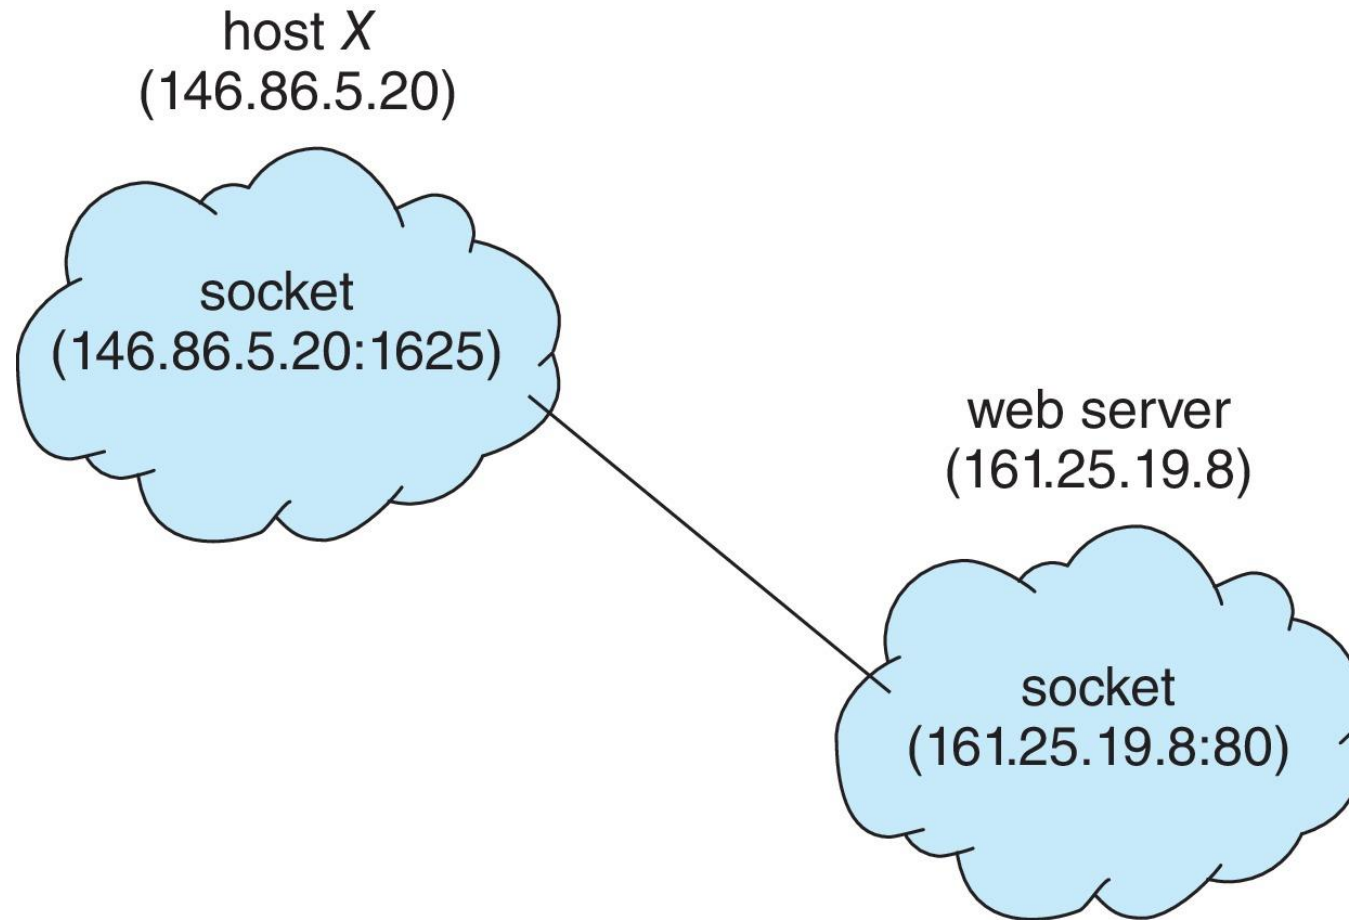 host X
(146.86.5.20)
socket
(146.86.5.20:1625)
web server
(161.25.19.8)
socket
(161.25.19.8:80)